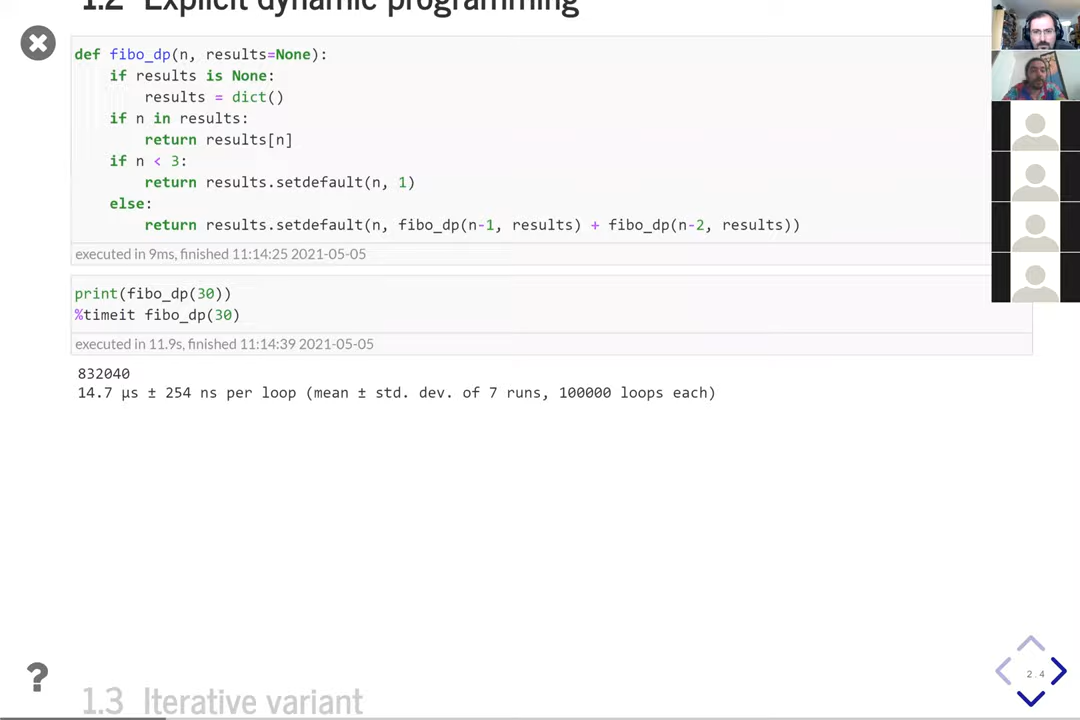 1.2 Explicit dynamic programming
def fibo_dp(n, results=None):
    if results is None:
        results = dict()
    if n in results:
        return results[n]
    if n < 3:
        return results.setdefault(n, 1)
    else:
        return results.setdefault(n, fibo_dp(n-1, results) + fibo_dp(n-2, results))
executed in 9ms, finished 11:14:25 2021-05-05
print(fibo_dp(30))
%timeit fibo_dp(30)
executed in 11.9s, finished 11:14:39 2021-05-05
832040
14.7 µs ± 254 ns per loop (mean ± std. dev. of 7 runs, 100000 loops each)
?
2.4
1.3 Iterative variant